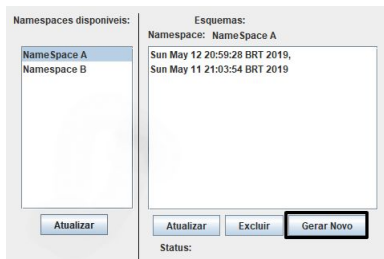 Namespaces disponíveis:
NameSpace A
Namespace B
Atualizar
Esquemas:
Namespace: NameSpace A
Sun May 12 20:59:28 BRT 2019,
Sun May 11 21:03:54 BRT 2019
Atualizar Excluir Gerar Novo
Status: